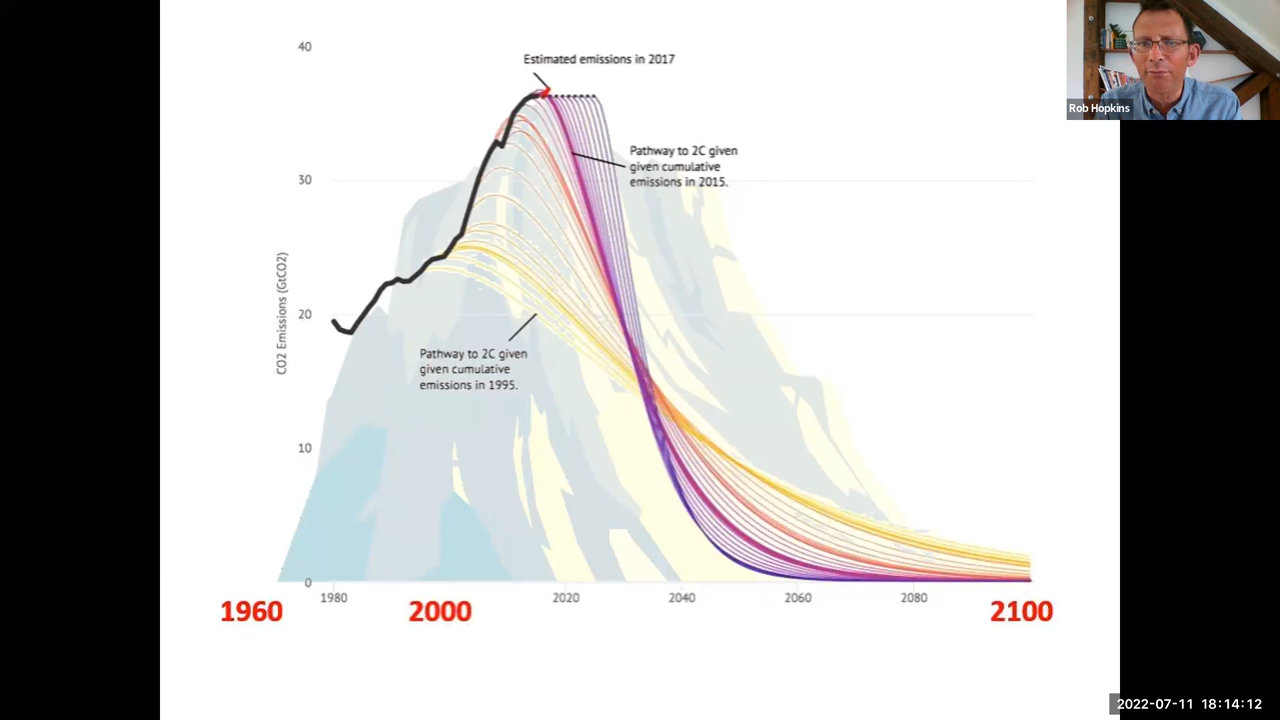 Rob Hopkins
40
Estimated emissions in 2017
Pathway to 2C given
given cumulative
emissions in 2015.
30
CO2 Emissions (GtCO2)
20
Pathway to 2C given
given cumulative
emissions in 1995.
10
0
1980
2020
2040
2060
2080
1960
2000
2100
2022-07-11 18:14:12